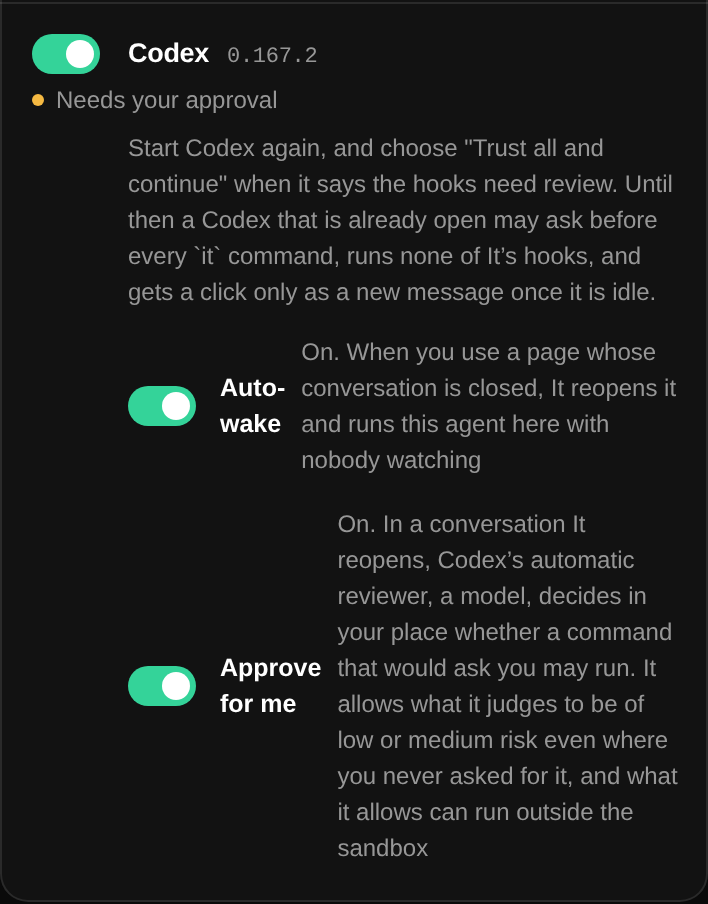 Codex 0.167.2
Needs your approval
Start Codex again, and choose "Trust all and
continue" when it says the hooks need review. Until
then a Codex that is already open may ask before
every `it` command, runs none of It’s hooks, and
gets a click only as a new message once it is idle.
Auto-
wake
On. When you use a page whose
conversation is closed, It reopens it
and runs this agent here with
nobody watching
Approve
for me
On. In a conversation It
reopens, Codex’s automatic
reviewer, a model, decides in
your place whether a command
that would ask you may run. It
allows what it judges to be of
low or medium risk even where
you never asked for it, and what
it allows can run outside the
sandbox